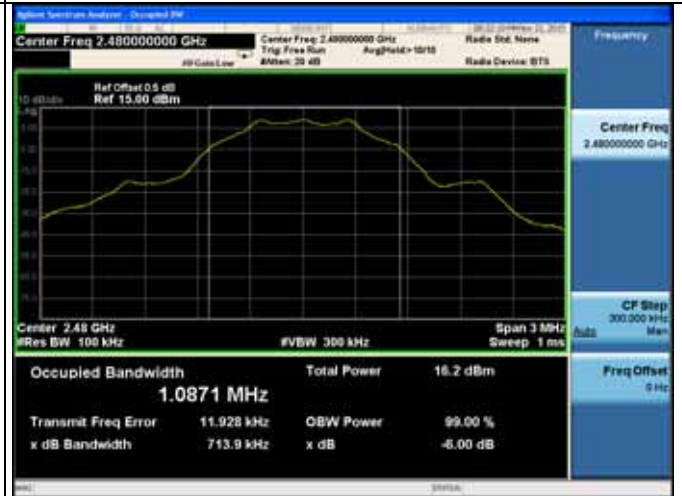 Agilent Spectrum Analyzer - Occupied BW
Center Freq 2.480000000 GHz
Center Freq: 2.480000000 GHz
Radio Std: None
Trig: Free Run
Avg|Hold:>10/10
#IFGain:Low
#Atten: 20 dB
Radio Device: BTS
Ref Offset 0.5 dB
10 dB/div
Ref 15.00 dBm
Center 2.48 GHz
Span 3 MHz
#Res BW 100 kHz
#VBW 300 kHz
Sweep 1 ms
Occupied Bandwidth
Total Power
16.2 dBm
1.0871 MHz
Transmit Freq Error
11.928 kHz
OBW Power
99.00 %
x dB Bandwidth
713.9 kHz
x dB
-6.00 dB
Frequency
Center Freq
2.480000000 GHz
CF Step
300.000 kHz
Auto
Man
Freq Offset
0 Hz
MSG
STATUS